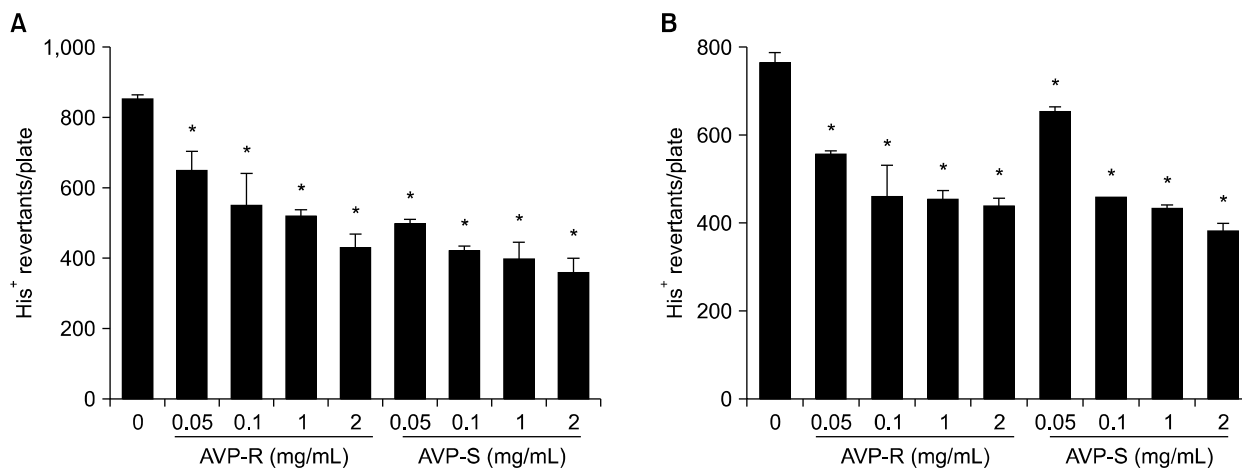 A
1,000
800
600
400
200
0
His+ revertants/plate
* * * * * * * *
0 0.05 0.1 1 2 0.05 0.1 1 2
AVP-R (mg/mL) AVP-S (mg/mL)
B
800
600
400
200
0
His+ revertants/plate
* * * * * * * *
0 0.05 0.1 1 2 0.05 0.1 1 2
AVP-R (mg/mL) AVP-S (mg/mL)